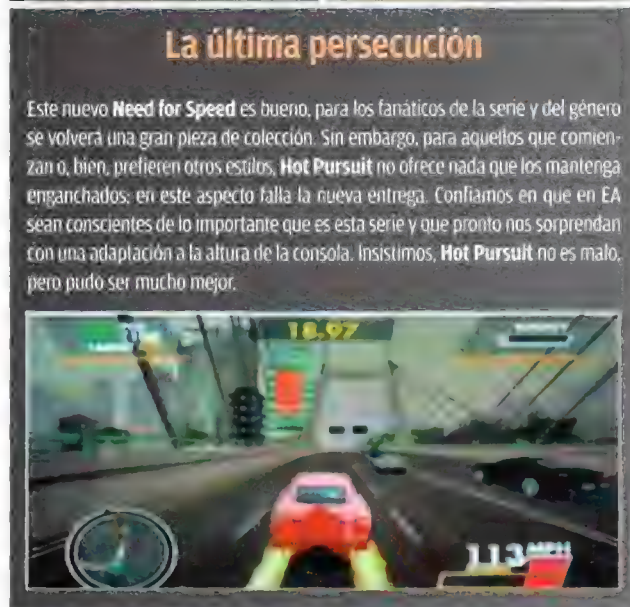 La última persecución
Este nuevo Need for Speed es bueno, para los fanáticos de la serie y del género
se volverá una gran pieza de colección. Sin embargo, para aquellos que comien-
zan o, bien, prefieren otros estilos, Hot Pursuit no ofrece nada que los mantenga
enganchados; en este aspecto falla la nueva entrega. Confiamos en que en EA
sean conscientes de lo importante que es esta serie y que pronto nos sorprendan
con una adaptación a la altura de la consola. Insistimos, Hot Pursuit no es malo,
pero pudo ser mucho mejor.
18.97
113 MPH